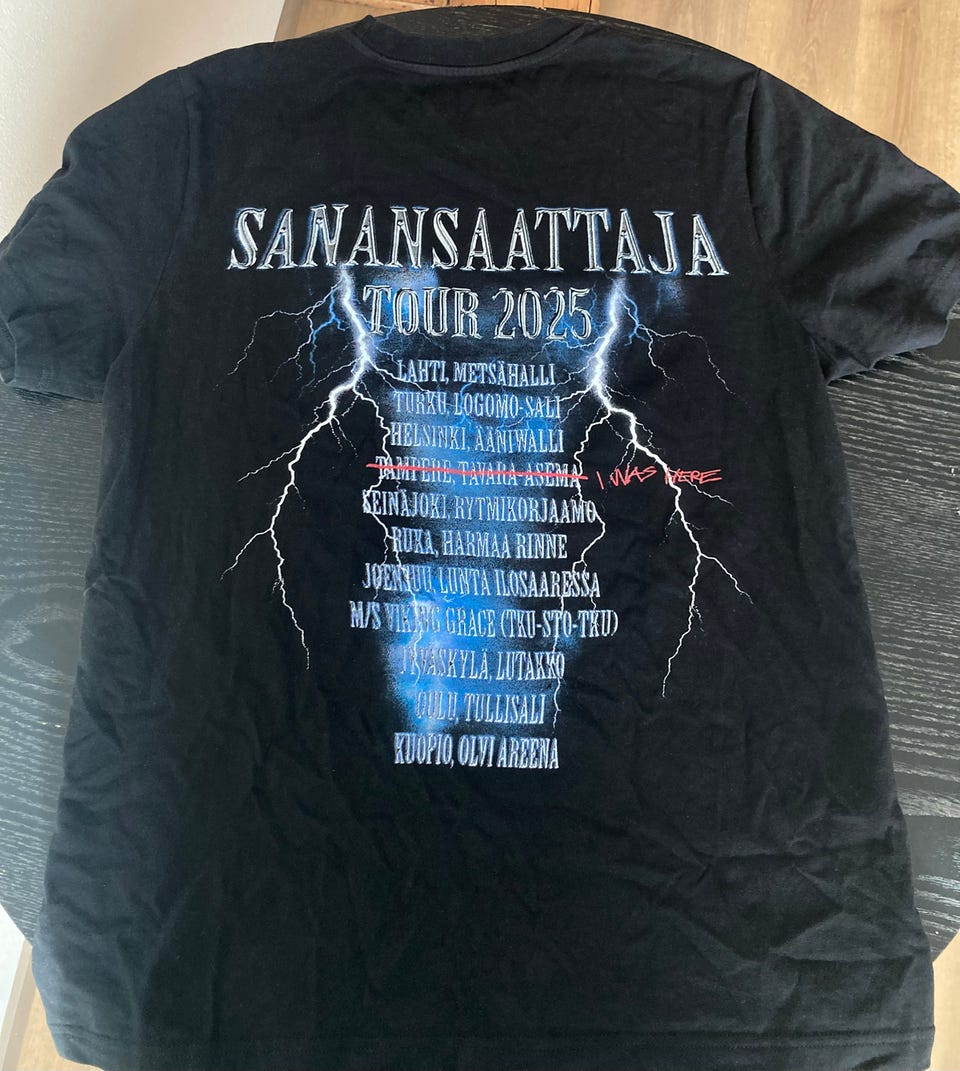 SANANSAATTAJA
TOUR 2025
LAHTI, METSÄHALLI
TURKU, LOGOMO-SALI
HELSINKI, ÄÄNIWALLI
TAMPERE, TAVARA-ASEMA I WAS HERE
SEINÄJOKI, RYTMIKORJAAMO
RUKA, HARMAA RINNE
JOENSUU, LUNTA ILOSAARESSA
M/S VIKING GRACE (TKU-STO-TKU)
JYVÄSKYLÄ, LUTAKKO
OULU, TULLISALI
KUOPIO, OLVI AREENA